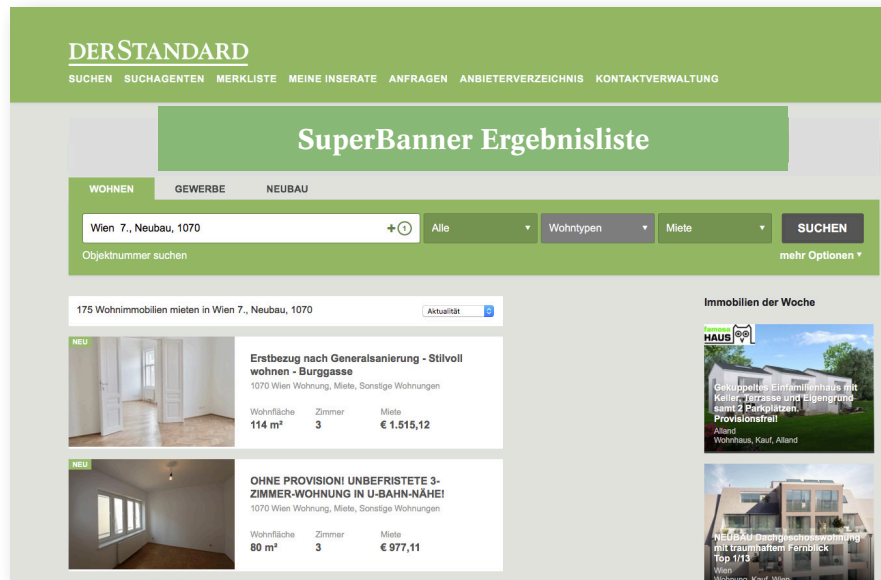 DERSTANDARD
SUCHEN SUCHAGENTEN MERKLISTE MEINE INSERATE ANFRAGEN ANBIETERVERZEICHNIS KONTAKTVERWALTUNG
SuperBanner Ergebnisliste
WOHNEN GEWERBE NEUBAU
Wien 7., Neubau, 1070 +1 Alle Wohntypen Miete SUCHEN
Objektnummer suchen mehr Optionen
175 Wohnimmobilien mieten in Wien 7., Neubau, 1070 Aktualität
NEU
Erstbezug nach Generalsanierung - Stilvoll
wohnen - Burggasse
1070 Wien Wohnung, Miete, Sonstige Wohnungen
Wohnfläche Zimmer Miete
114 m² 3 € 1.515,12
NEU
OHNE PROVISION! UNBEFRISTETE 3-
ZIMMER-WOHNUNG IN U-BAHN-NÄHE!
1070 Wien Wohnung, Miete, Sonstige Wohnungen
Wohnfläche Zimmer Miete
80 m² 3 € 977,11
Immobilien der Woche
famoos
HAUS
Gekuppeltes Einfamilienhaus mit
Keller, Terrasse und Eigengrund
samt 2 Parkplätzen.
Provisionsfrei!
Alland
Wohnhaus, Kauf, Alland
NEUBAU Dachgeschosswohnung
mit traumhaftem Fernblick
Top 1/13
Wien
Wohnung, Kauf, Wien